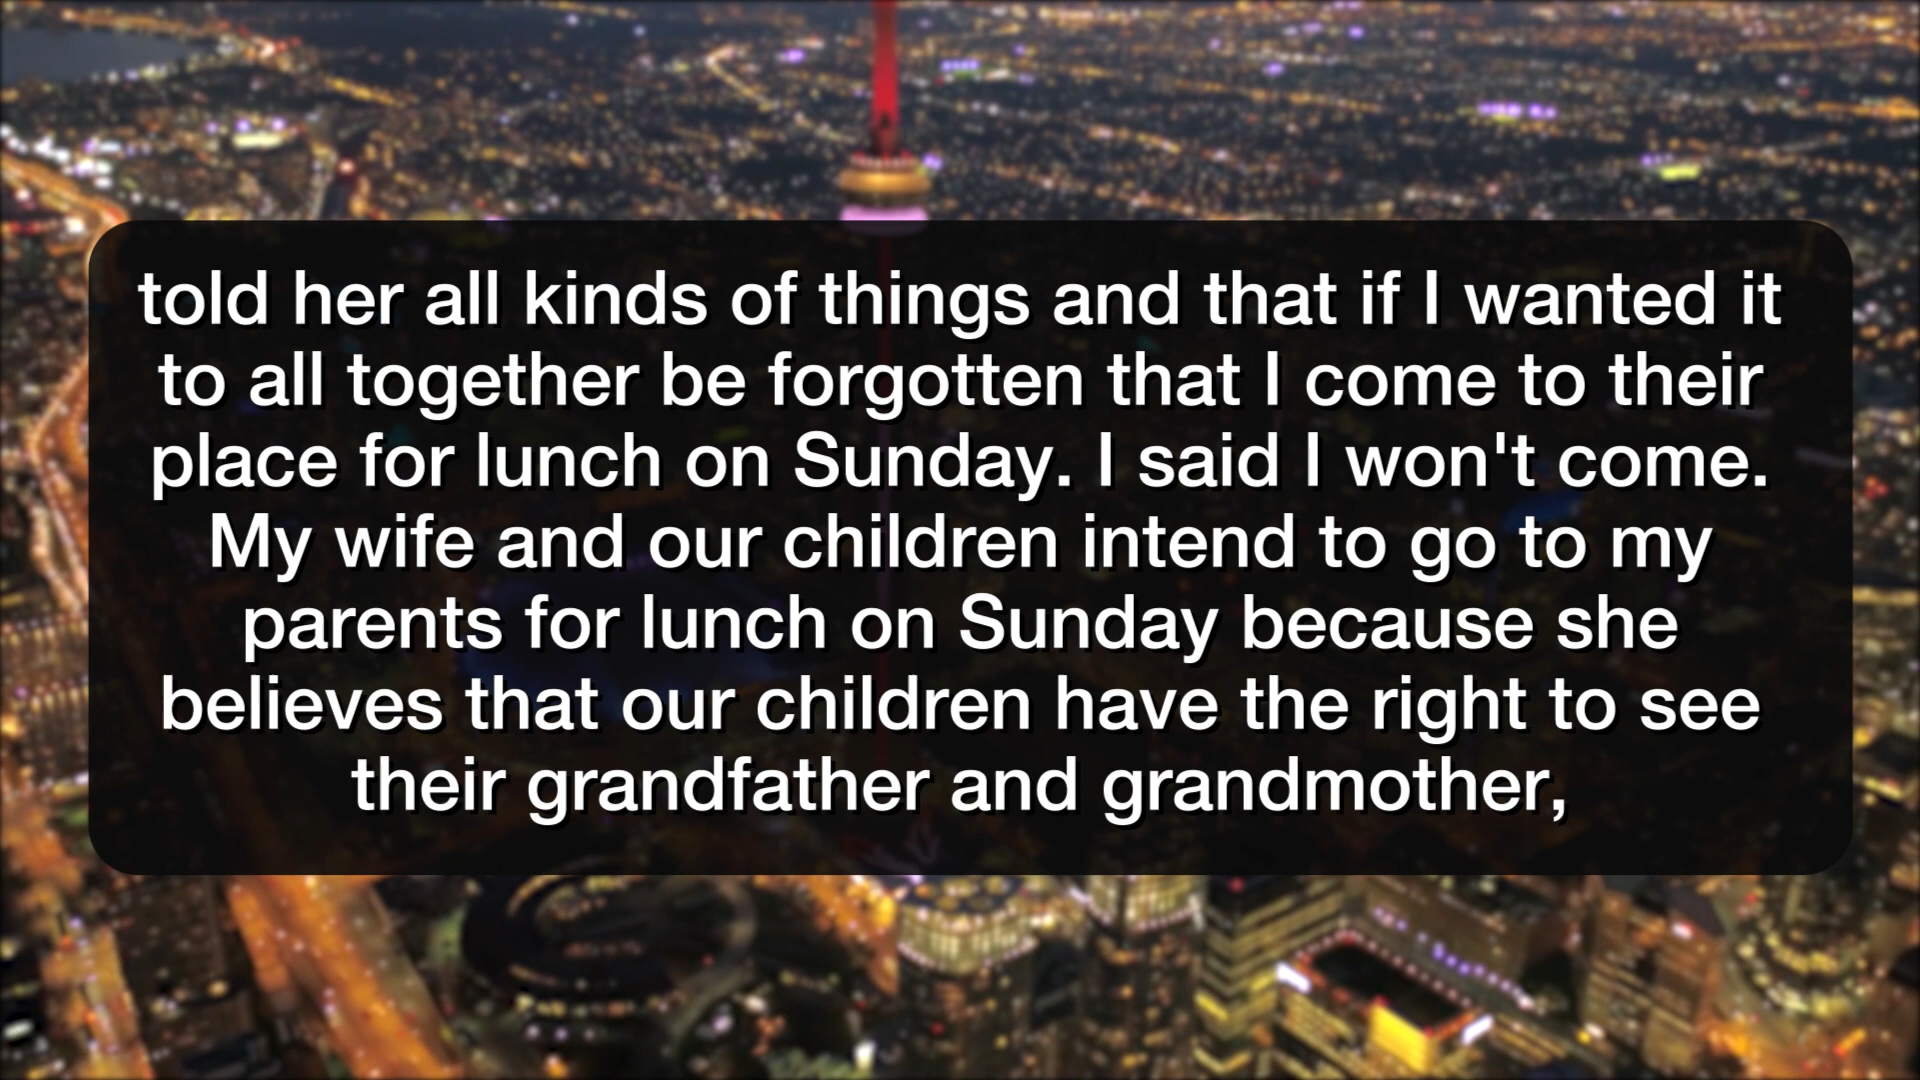 told her all kinds of things and that if I wanted it
to all together be forgotten that I come to their
place for lunch on Sunday. I said I won't come.
My wife and our children intend to go to my
parents for lunch on Sunday because she
believes that our children have the right to see
their grandfather and grandmother,